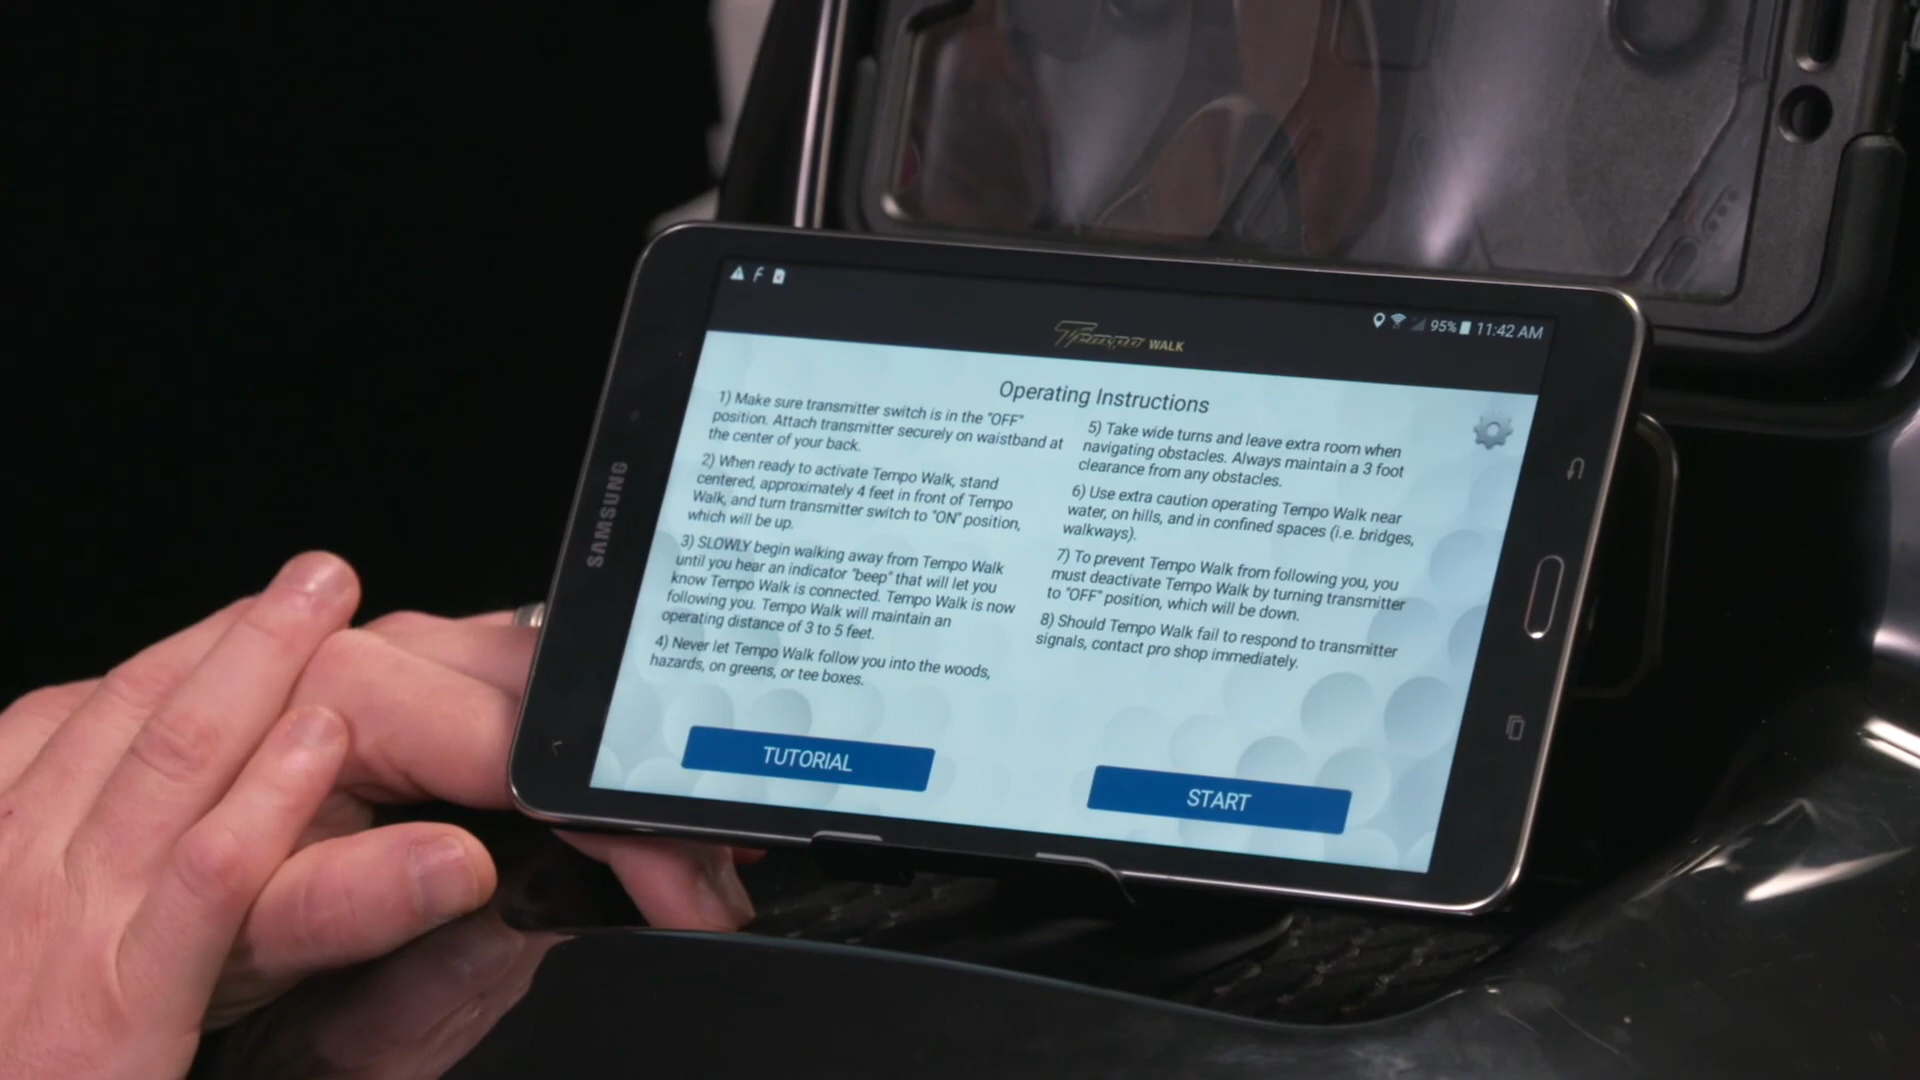 95% 11:42 AM
Tempo WALK
Operating Instructions
1) Make sure transmitter switch is in the "OFF"
position. Attach transmitter securely on waistband at
the center of your back.
2) When ready to activate Tempo Walk, stand
centered, approximately 4 feet in front of Tempo
Walk, and turn transmitter switch to "ON" position,
which will be up.
3) SLOWLY begin walking away from Tempo Walk
until you hear an indicator "beep" that will let you
know Tempo Walk is connected. Tempo Walk is now
following you. Tempo Walk will maintain an
operating distance of 3 to 5 feet.
4) Never let Tempo Walk follow you into the woods,
hazards, on greens, or tee boxes.
5) Take wide turns and leave extra room when
navigating obstacles. Always maintain a 3 foot
clearance from any obstacles.
6) Use extra caution operating Tempo Walk near
water, on hills, and in confined spaces (i.e. bridges,
walkways).
7) To prevent Tempo Walk from following you, you
must deactivate Tempo Walk by turning transmitter
to "OFF" position, which will be down.
8) Should Tempo Walk fail to respond to transmitter
signals, contact pro shop immediately.
TUTORIAL
START
SAMSUNG